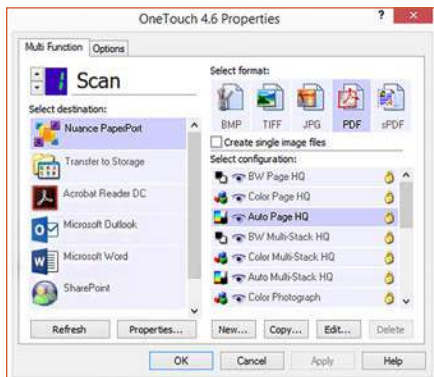 OneTouch 4.6 Properties
?
Multi Function
Options
1
Scan
Select destination:
Nuance PaperPort
Transfer to Storage
Acrobat Reader DC
Microsoft Outlook
Microsoft Word
SharePoint
Refresh
Properties...
Select format:
BMP
TIFF
JPG
PDF
sPDF
Create single image files
Select configuration:
BW Page HQ
Color Page HQ
Auto Page HQ
BW Multi-Stack HQ
Color Multi-Stack HQ
Auto Multi-Stack HQ
Color Photograph
New...
Copy...
Edit...
Delete
OK
Cancel
Apply
Help